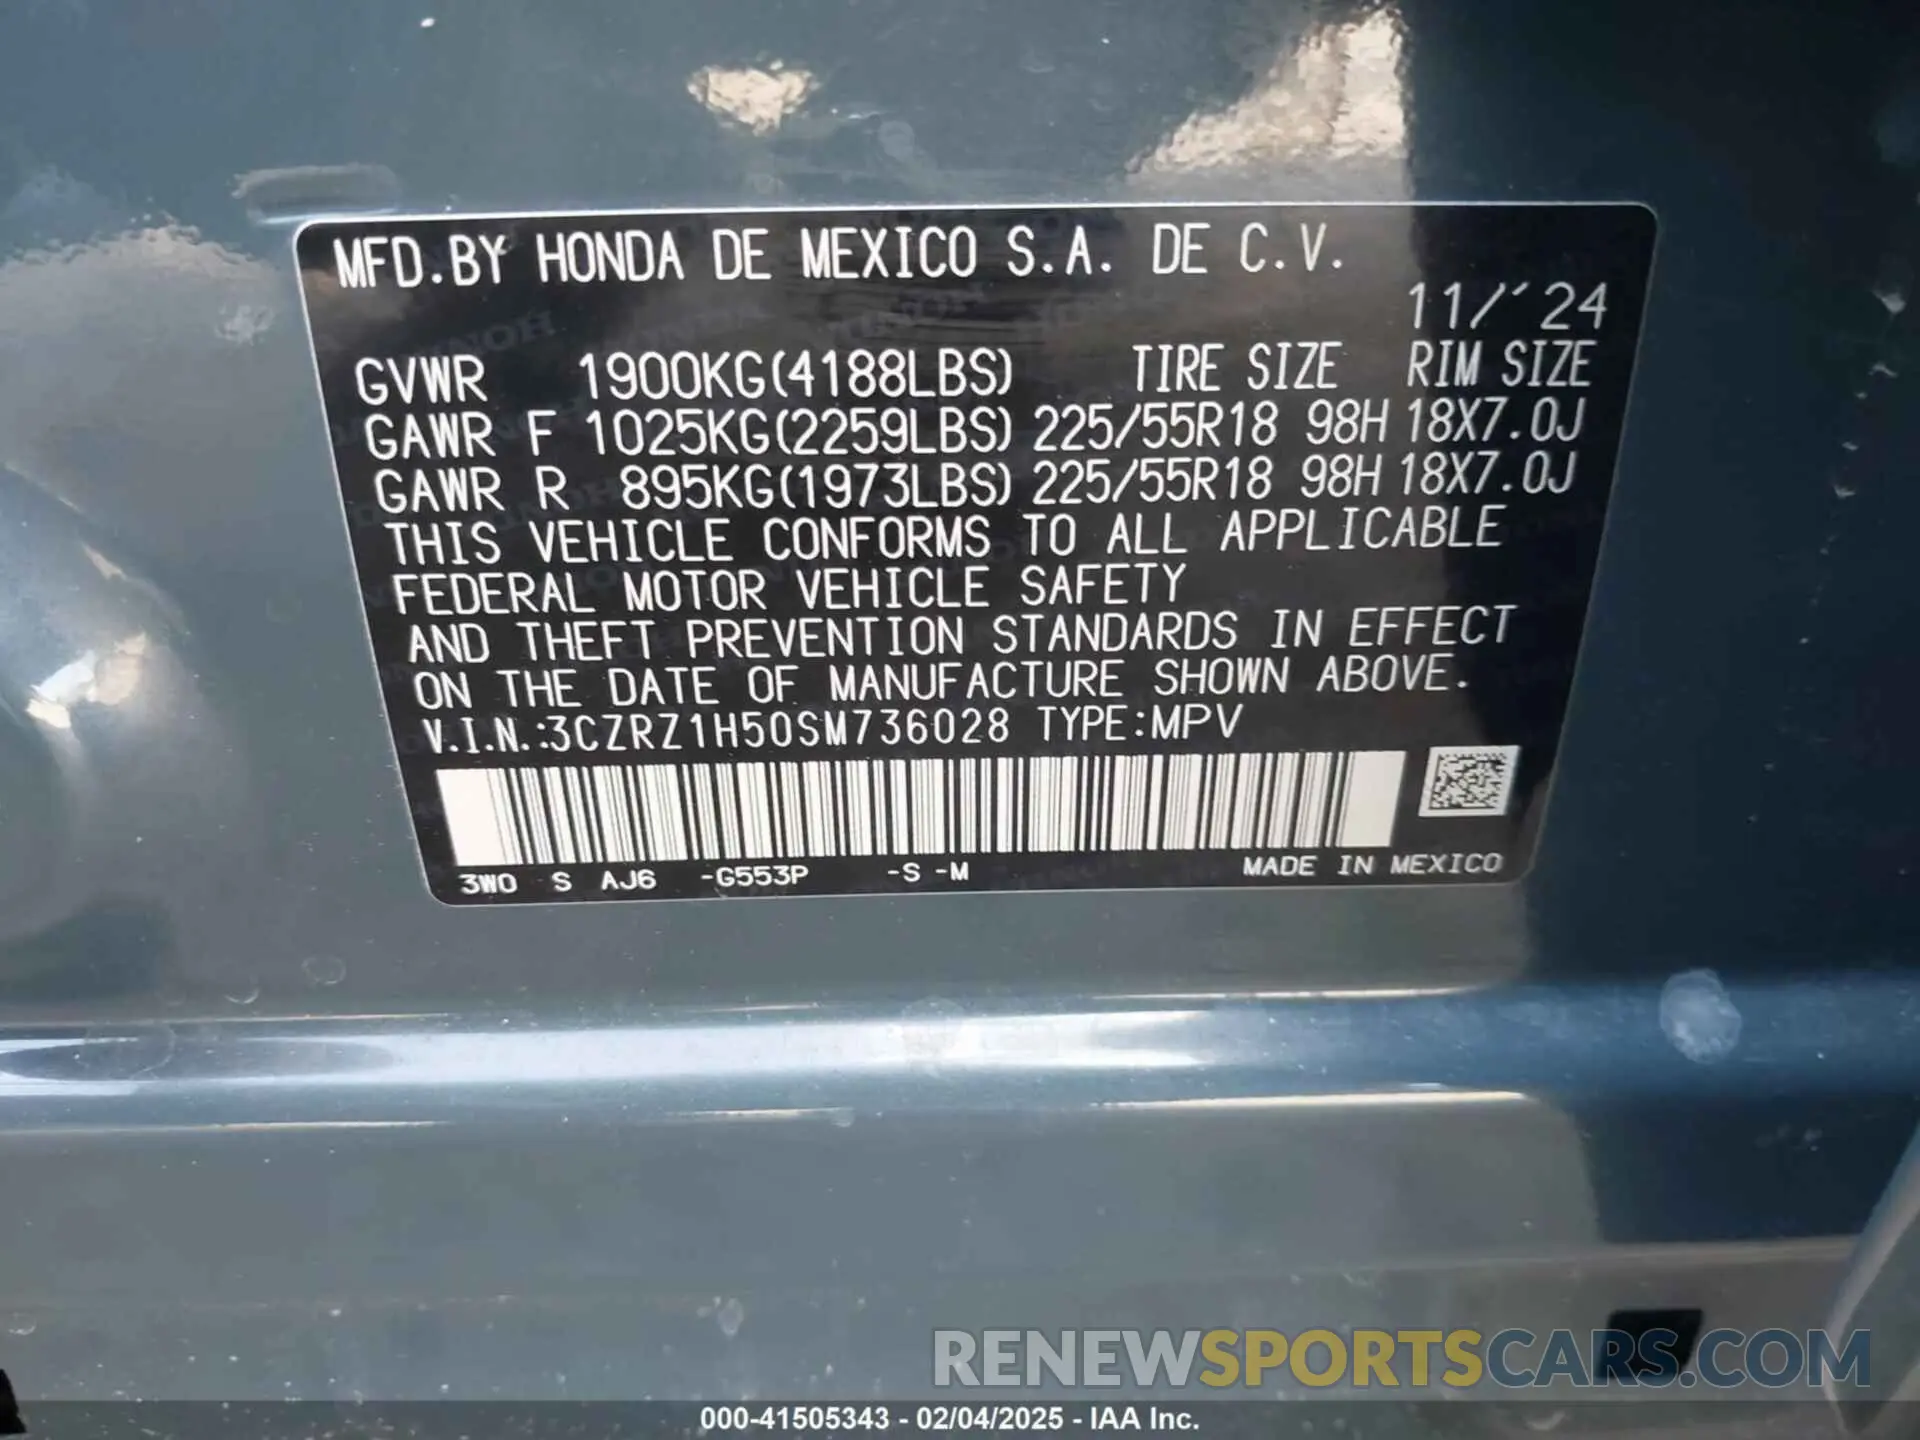 MFD.BY HONDA DE MEXICO S.A. DE C.V.
11/´24
GVWR 1900KG(4188LBS) TIRE SIZE RIM SIZE
GAWR F 1025KG(2259LBS) 225/55R18 98H 18X7.0J
GAWR R 895KG(1973LBS) 225/55R18 98H 18X7.0J
THIS VEHICLE CONFORMS TO ALL APPLICABLE
FEDERAL MOTOR VEHICLE SAFETY
AND THEFT PREVENTION STANDARDS IN EFFECT
ON THE DATE OF MANUFACTURE SHOWN ABOVE.
V.I.N.:3CZRZ1H50SM736028 TYPE:MPV
3W0 S AJ6 -G553P -S -M MADE IN MEXICO
RENEWSPORTSCARS.COM
000-41505343 - 02/04/2025 - IAA Inc.